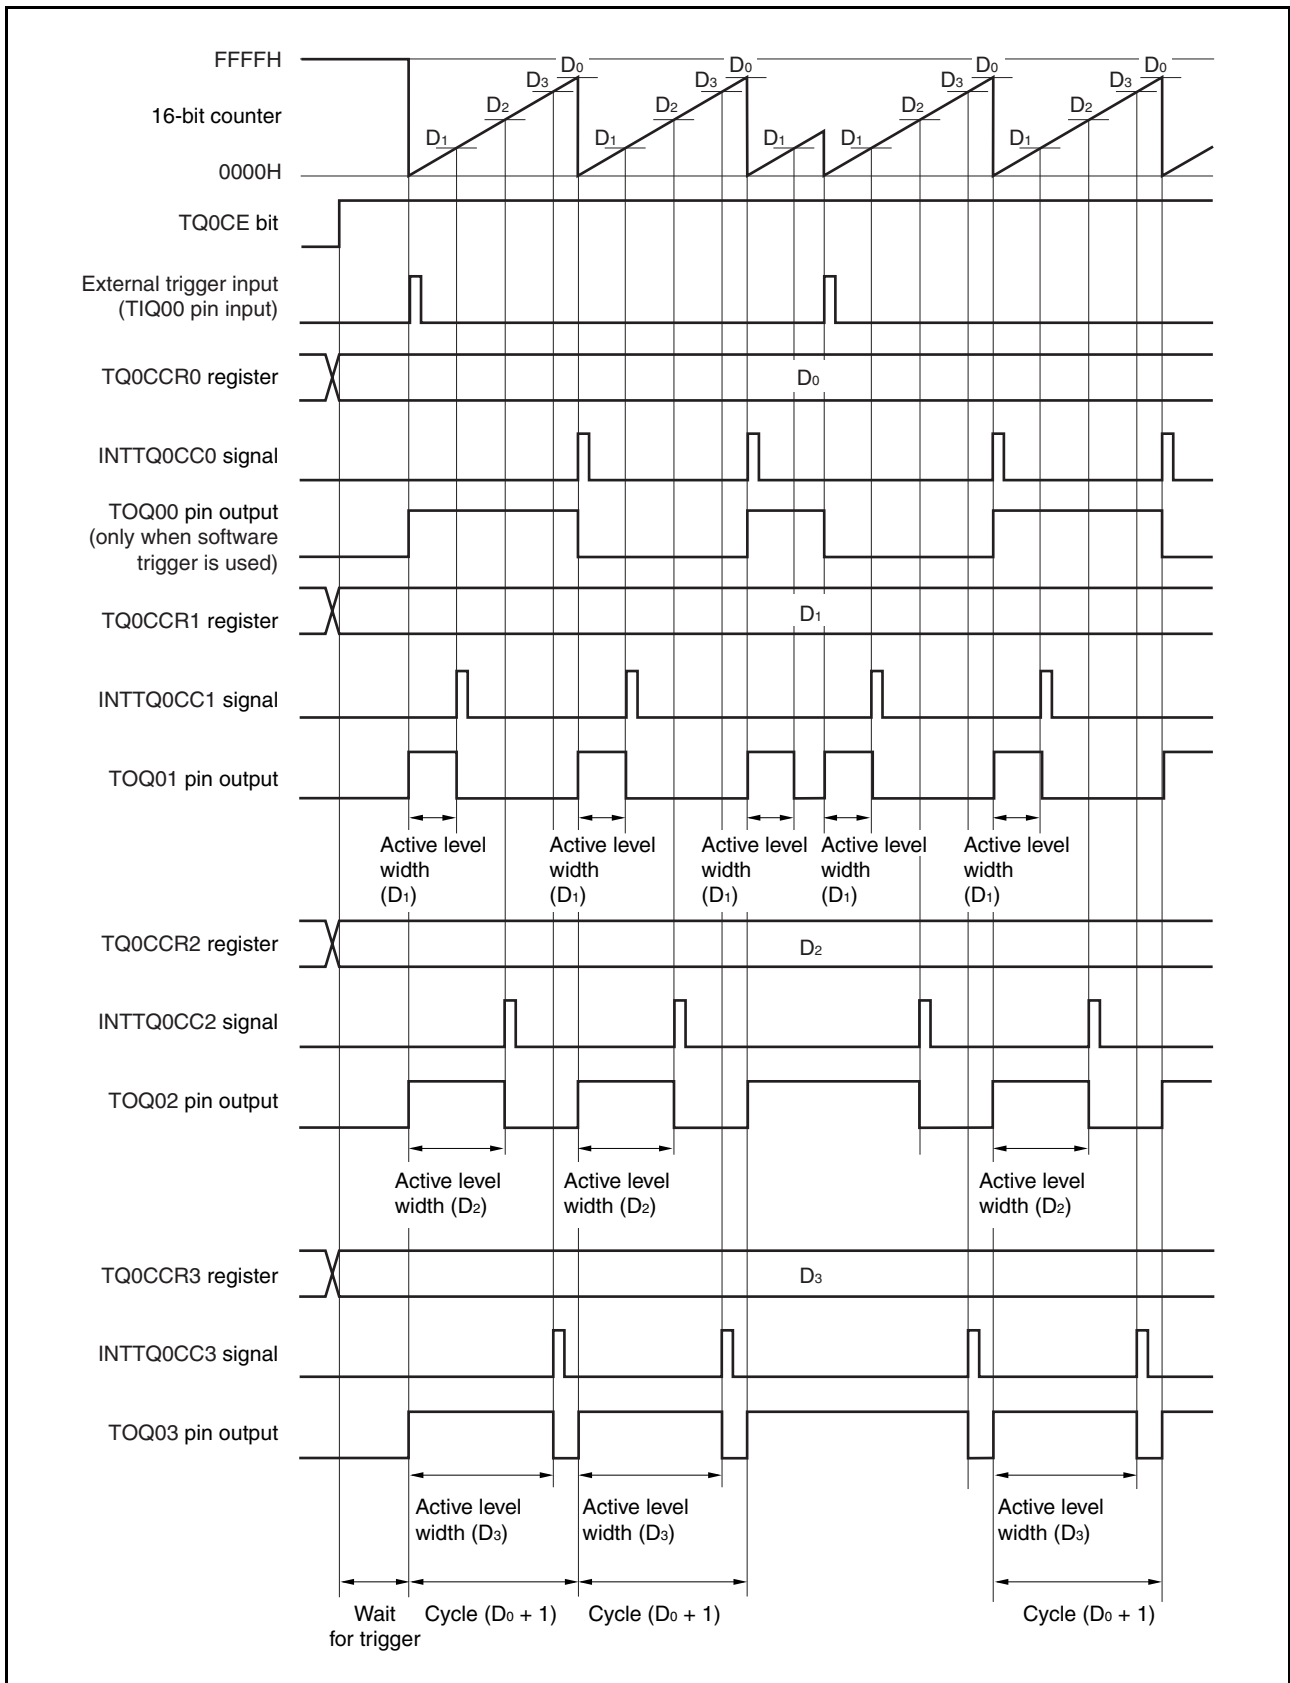 FFFFH
16-bit counter
0000H
D0 D0 D0 D0
D3 D3 D3 D3
D2 D2 D2 D2
D1 D1 D1 D1 D1
TQ0CE bit
External trigger input
(TIQ00 pin input)
TQ0CCR0 register
D0
INTTQ0CC0 signal
TOQ00 pin output
(only when software
trigger is used)
TQ0CCR1 register
D1
INTTQ0CC1 signal
TOQ01 pin output
Active level
width
(D1)
Active level
width
(D1)
Active level
width
(D1)
Active level
width
(D1)
Active level
width
(D1)
TQ0CCR2 register
D2
INTTQ0CC2 signal
TOQ02 pin output
Active level
width (D2)
Active level
width (D2)
Active level
width (D2)
TQ0CCR3 register
D3
INTTQ0CC3 signal
TOQ03 pin output
Active level
width (D3)
Active level
width (D3)
Active level
width (D3)
Wait
for trigger
Cycle (D0 + 1)
Cycle (D0 + 1)
Cycle (D0 + 1)